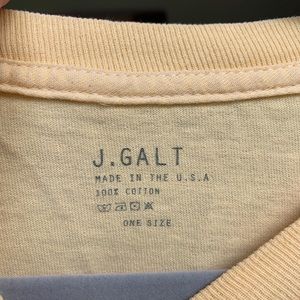 J.GALT
MADE IN THE U.S.A
100% COTTON
ONE SIZE